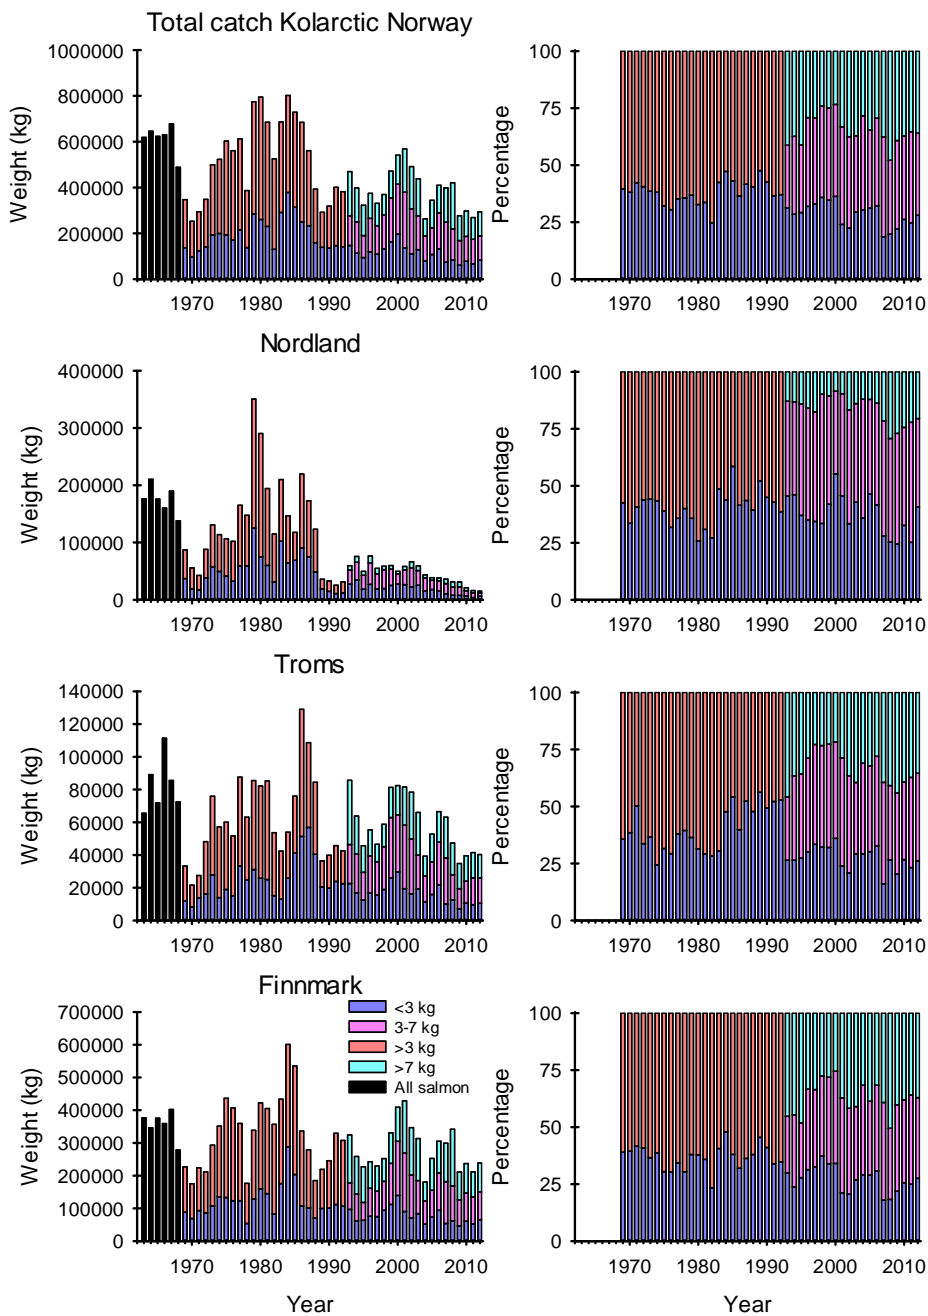 Total catch Kolarctic Norway
1000000
800000
600000
400000
200000
0
Weight (kg)
1970 1980 1990 2000 2010
100
75
50
25
0
Percentage
1970 1980 1990 2000 2010
Nordland
400000
300000
200000
100000
0
Weight (kg)
1970 1980 1990 2000 2010
100
75
50
25
0
Percentage
1970 1980 1990 2000 2010
Troms
140000
120000
100000
80000
60000
40000
20000
0
Weight (kg)
1970 1980 1990 2000 2010
100
75
50
25
0
Percentage
1970 1980 1990 2000 2010
Finnmark
700000
600000
500000
400000
300000
200000
100000
0
Weight (kg)
<3 kg
3-7 kg
>3 kg
>7 kg
All salmon
1970 1980 1990 2000 2010
Year
100
75
50
25
0
Percentage
1970 1980 1990 2000 2010
Year